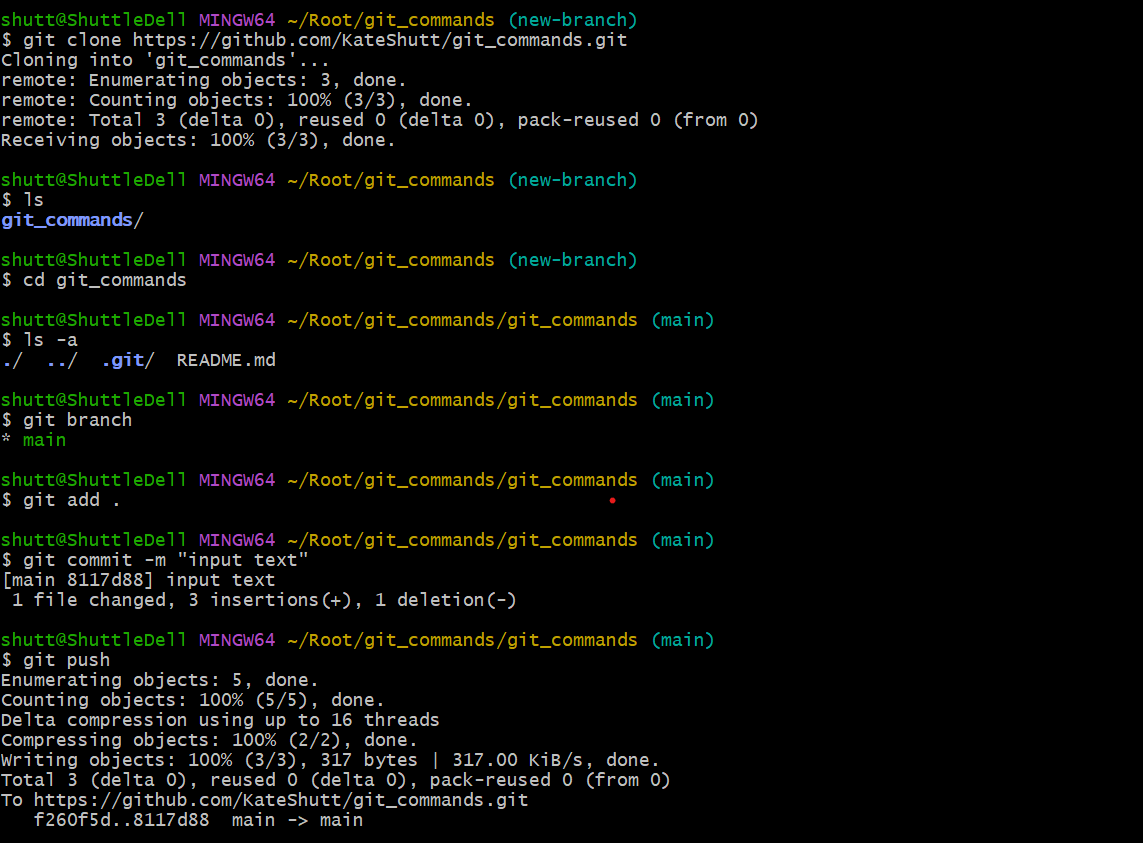 shutt@ShuttleDell MINGW64 ~/Root/git_commands (new-branch)
$ git clone https://github.com/KateShutt/git_commands.git
Cloning into 'git_commands'...
remote: Enumerating objects: 3, done.
remote: Counting objects: 100% (3/3), done.
remote: Total 3 (delta 0), reused 0 (delta 0), pack-reused 0 (from 0)
Receiving objects: 100% (3/3), done.
shutt@ShuttleDell MINGW64 ~/Root/git_commands (new-branch)
$ ls
git_commands/
shutt@ShuttleDell MINGW64 ~/Root/git_commands (new-branch)
$ cd git_commands
shutt@ShuttleDell MINGW64 ~/Root/git_commands/git_commands (main)
$ ls -a
./ ../ .git/ README.md
shutt@ShuttleDell MINGW64 ~/Root/git_commands/git_commands (main)
$ git branch
* main
shutt@ShuttleDell MINGW64 ~/Root/git_commands/git_commands (main)
$ git add .
shutt@ShuttleDell MINGW64 ~/Root/git_commands/git_commands (main)
$ git commit -m "input text"
[main 8117d88] input text
1 file changed, 3 insertions(+), 1 deletion(-)
shutt@ShuttleDell MINGW64 ~/Root/git_commands/git_commands (main)
$ git push
Enumerating objects: 5, done.
Counting objects: 100% (5/5), done.
Delta compression using up to 16 threads
Compressing objects: 100% (2/2), done.
Writing objects: 100% (3/3), 317 bytes | 317.00 KiB/s, done.
Total 3 (delta 0), reused 0 (delta 0), pack-reused 0 (from 0)
To https://github.com/KateShutt/git_commands.git
f260f5d..8117d88 main -> main